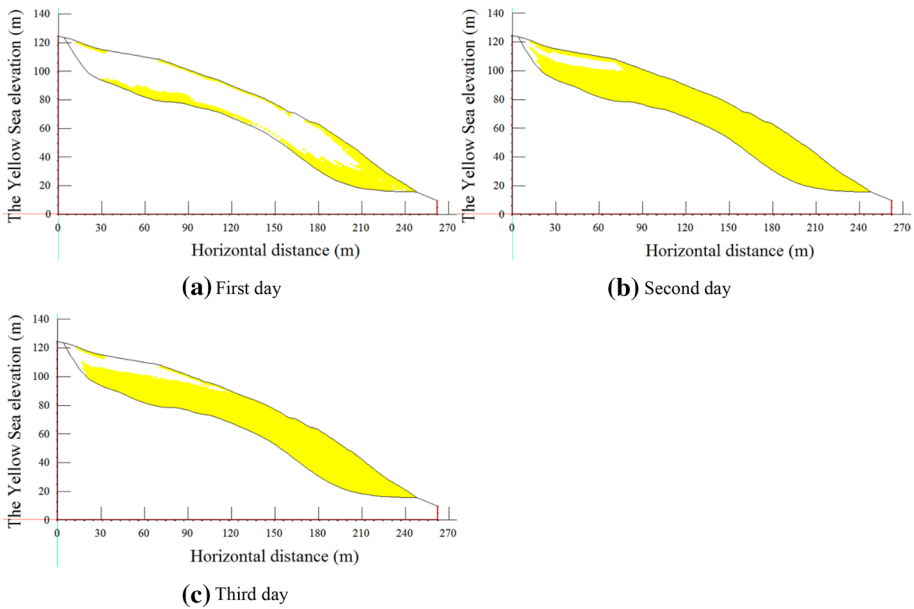 The Yellow Sea elevation (m)
140
120
100
80
60
40
20
0
0 30 60 90 120 150 180 210 240 270
Horizontal distance (m)
(a) First day
The Yellow Sea elevation (m)
140
120
100
80
60
40
20
0
0 30 60 90 120 150 180 210 240 270
Horizontal distance (m)
(b) Second day
The Yellow Sea elevation (m)
140
120
100
80
60
40
20
0
0 30 60 90 120 150 180 210 240 270
Horizontal distance (m)
(c) Third day